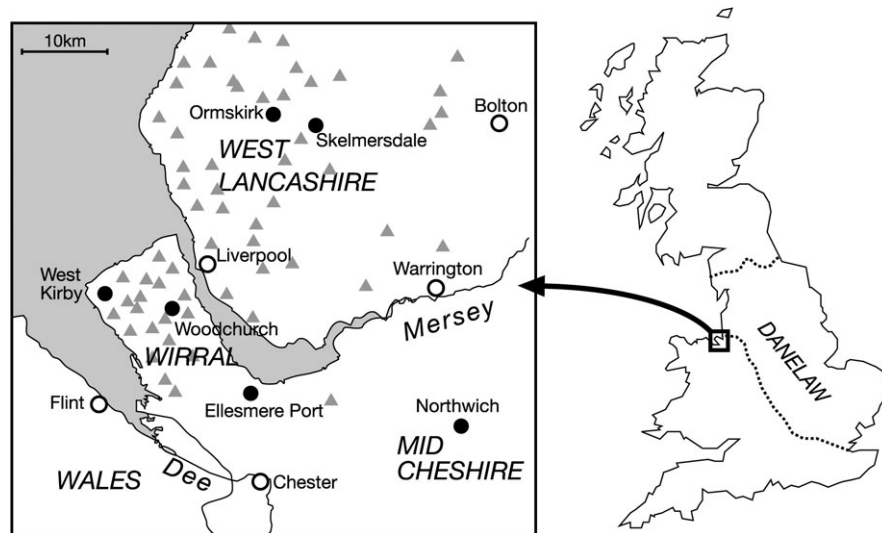 10km
Bolton
Ormskirk
Skelmersdale
WEST
LANCASHIRE
Liverpool
West
Kirby
Warrington
Mersey
Woodchurch
WIRRAL
Flint
Ellesmere Port
Northwich
MID
CHESHIRE
WALES
Dee
Chester
DANELAW